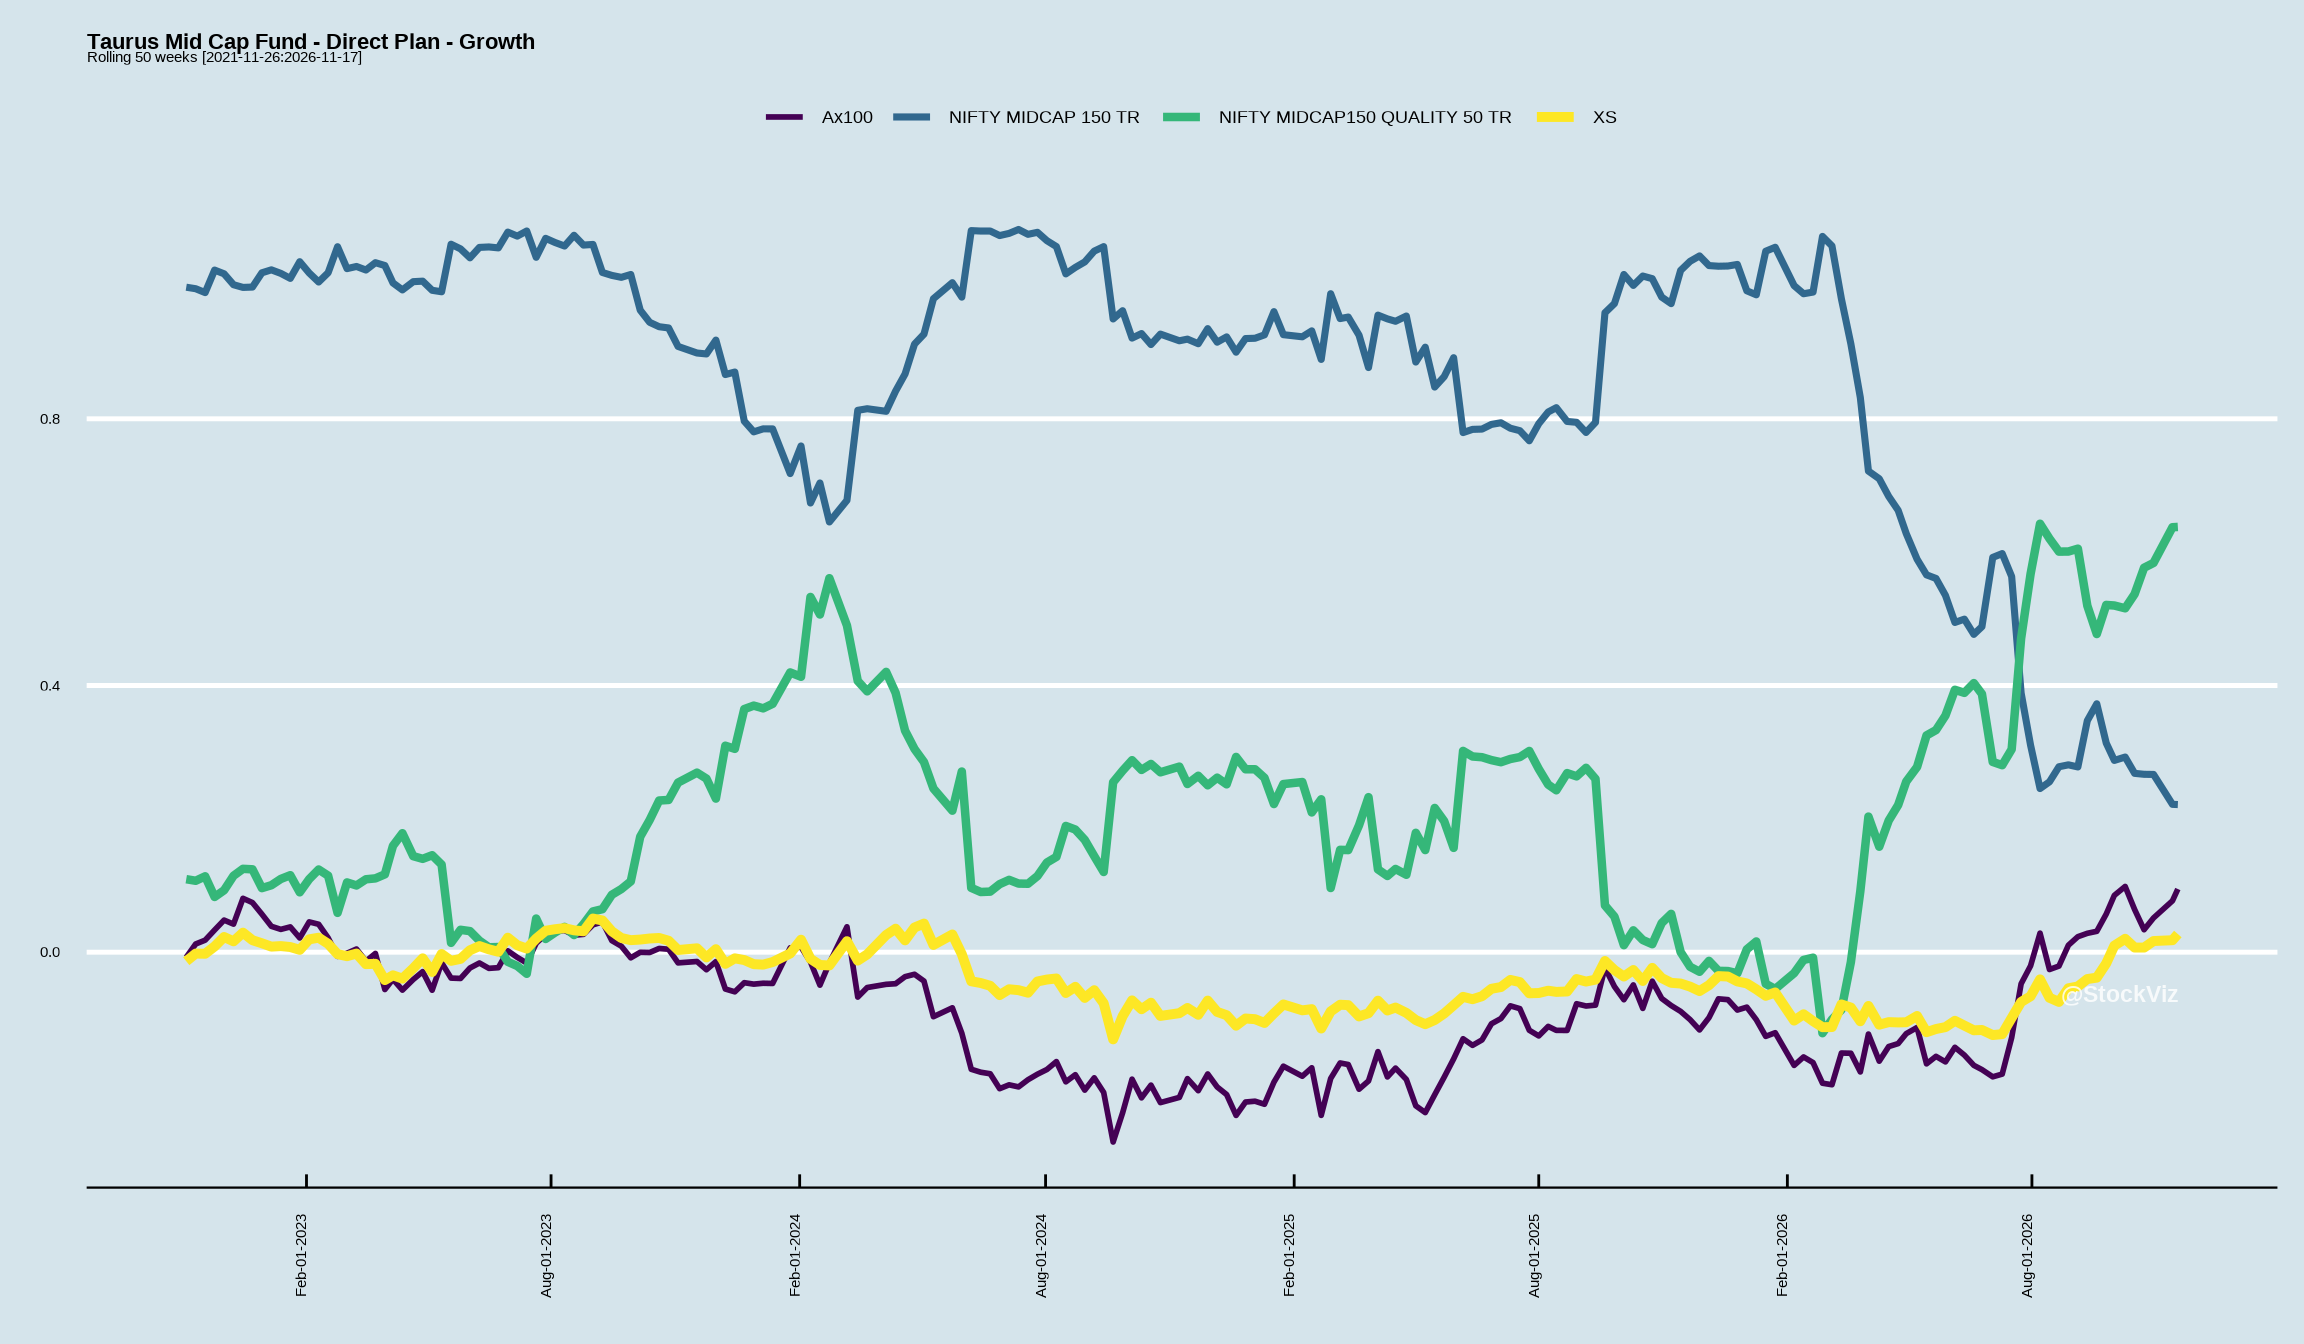 Taurus Mid Cap Fund - Direct Plan - Growth
Rolling 50 weeks [2021-11-26:2026-11-17]
Ax100 NIFTY MIDCAP 150 TR NIFTY MIDCAP150 QUALITY 50 TR XS
0.8
0.4
0.0
@StockViz
Feb-01-2023 Aug-01-2023 Feb-01-2024 Aug-01-2024 Feb-01-2025 Aug-01-2025 Feb-01-2026 Aug-01-2026